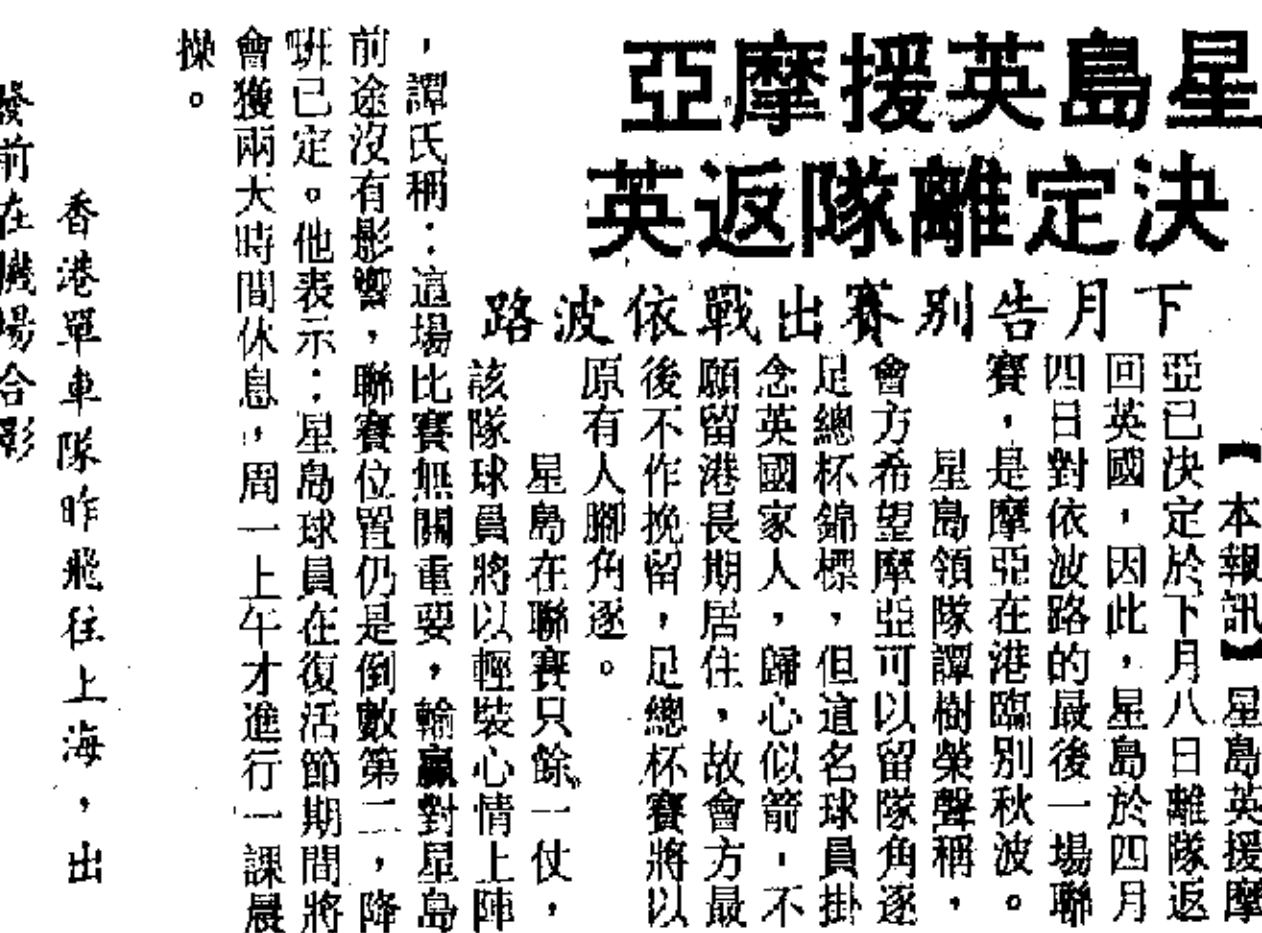 星島英援摩亞
決定離隊返英
下月告別賽出戰依波路
【本報訊】星島英援摩
亞已決定於下月八日離隊返
回英國，因此，星島於四月
四日對依波路的最後一場聯
賽，是摩亞在港臨別秋波。
星島領隊譚樹榮聲稱，
會方希望摩亞可以留隊角逐
足總杯錦標，但這名球員掛
念英國家人，歸心似箭，不
願留港長期居住，故會方最
後不作挽留，足總杯賽將以
原有人腳角逐。
星島在聯賽只餘一仗，
該隊球員將以輕裝心情上陣
，譚氏稱：這場比賽無關重要，輸贏對星島
前途沒有影響，聯賽位置仍是倒數第二，降
班已定。他表示：星島球員在復活節期間將
會獲兩大時間休息，周一上午才進行一課晨
操。
香港單車隊昨飛往上海，出
發前在機場合影